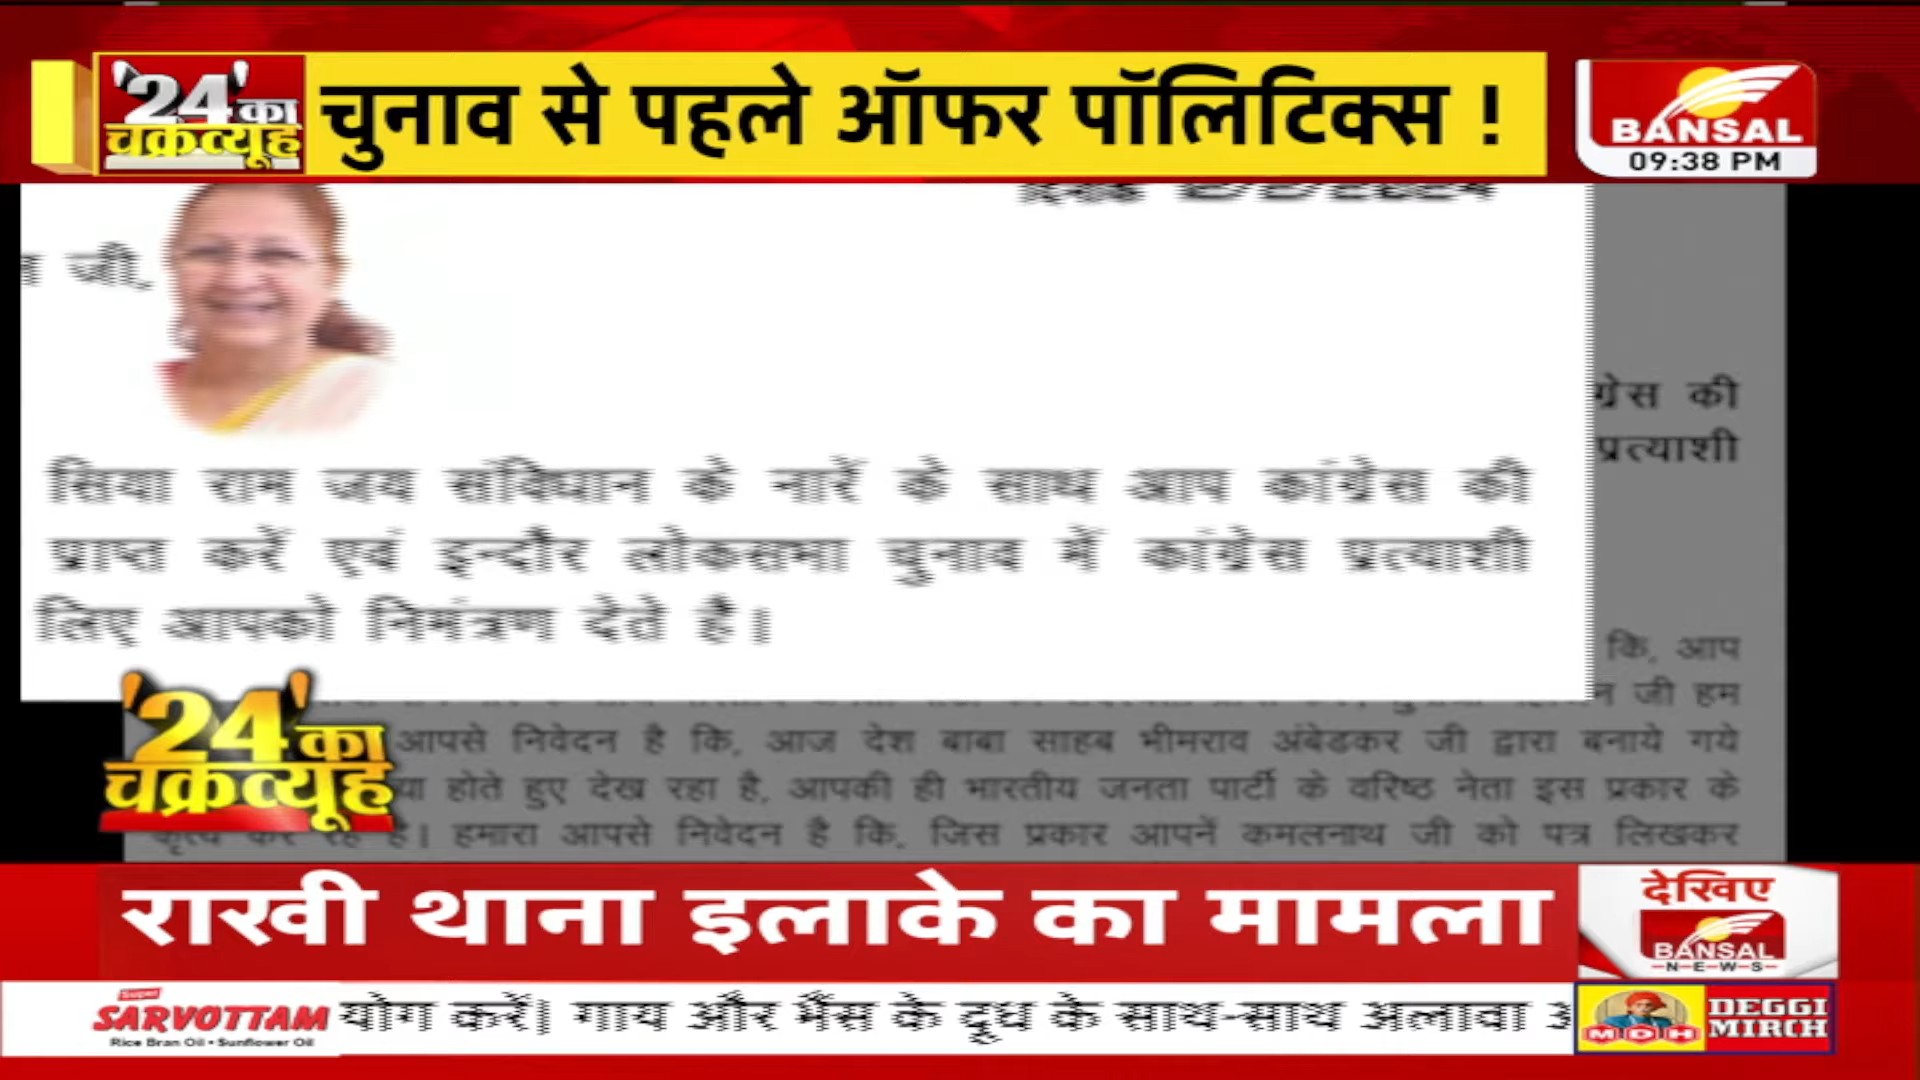 '24' का
चक्रव्यूह
चुनाव से पहले ऑफर पॉलिटिक्स !
BANSAL
09:38 PM
दिनांक
जी,
ग्रेस की
प्रत्याशी
सिया राम जय संविधान के नारें के साथ आप कांग्रेस की
प्राप्त करें एवं इन्दौर लोकसभा चुनाव में कांग्रेस प्रत्याशी
लिए आपको निमंत्रण देते है।
कि, आप
जी हम
आपसे निवेदन है कि, आज देश बाबा साहब भीमराव अंबेडकर जी द्वारा बनाये गये
होते हुए देख रहा है, आपकी ही भारतीय जनता पार्टी के वरिष्ठ नेता इस प्रकार के
कृत्य कर रहे है। हमारा आपसे निवेदन है कि, जिस प्रकार आपनें कमलनाथ जी को पत्र लिखकर
'24' का
चक्रव्यूह
राखी थाना इलाके का मामला
देखिए
BANSAL
NEWS
Super
SARVOTTAM
Rice Bran Oil • Sunflower Oil
योग करें। गाय और भैंस के दूध के साथ-साथ अलावा
MDH
DEGGI
MIRCH